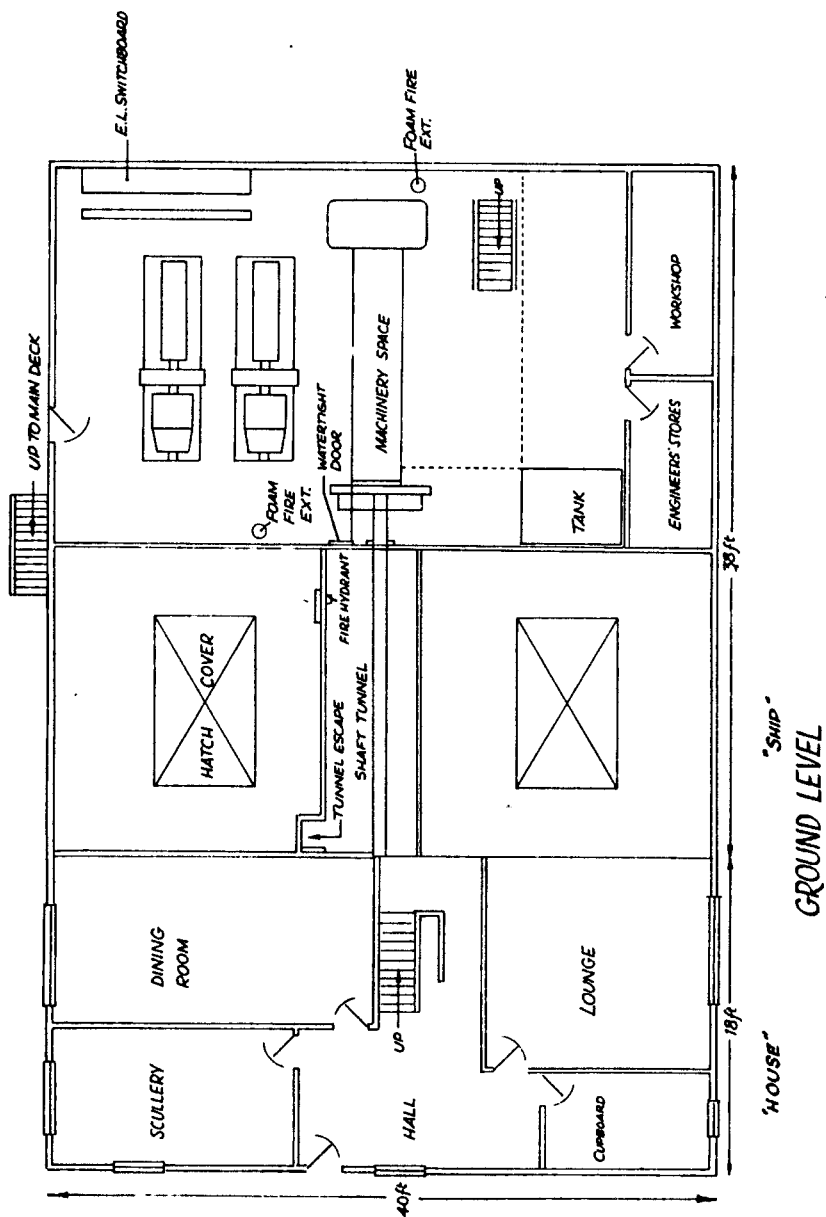 E.L. SWITCHBOARD
UP TO MAIN DECK
FOAM FIRE
EXT.
UP
WATERTIGHT
DOOR
MACHINERY SPACE
FOAM
FIRE
EXT.
WORKSHOP
ENGINEERS' STORES
TANK
HATCH COVER
FIRE HYDRANT
TUNNEL ESCAPE
SHAFT TUNNEL
38ft
"SHIP"
DINING
ROOM
SCULLERY
UP
HALL
LOUNGE
CUPBOARD
18ft
"HOUSE"
40ft
GROUND LEVEL